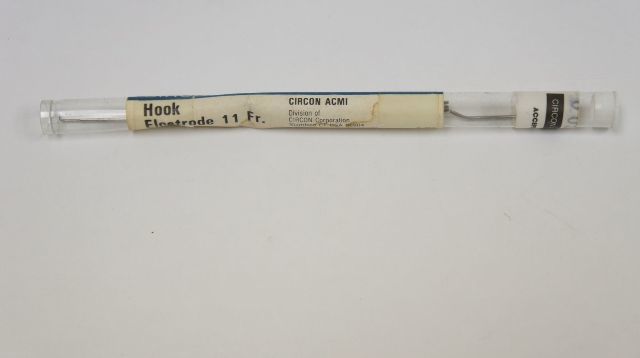 Hook
Electrode 11 Fr.
CIRCON ACMI
Division of
CIRCON Corporation
CIRCON